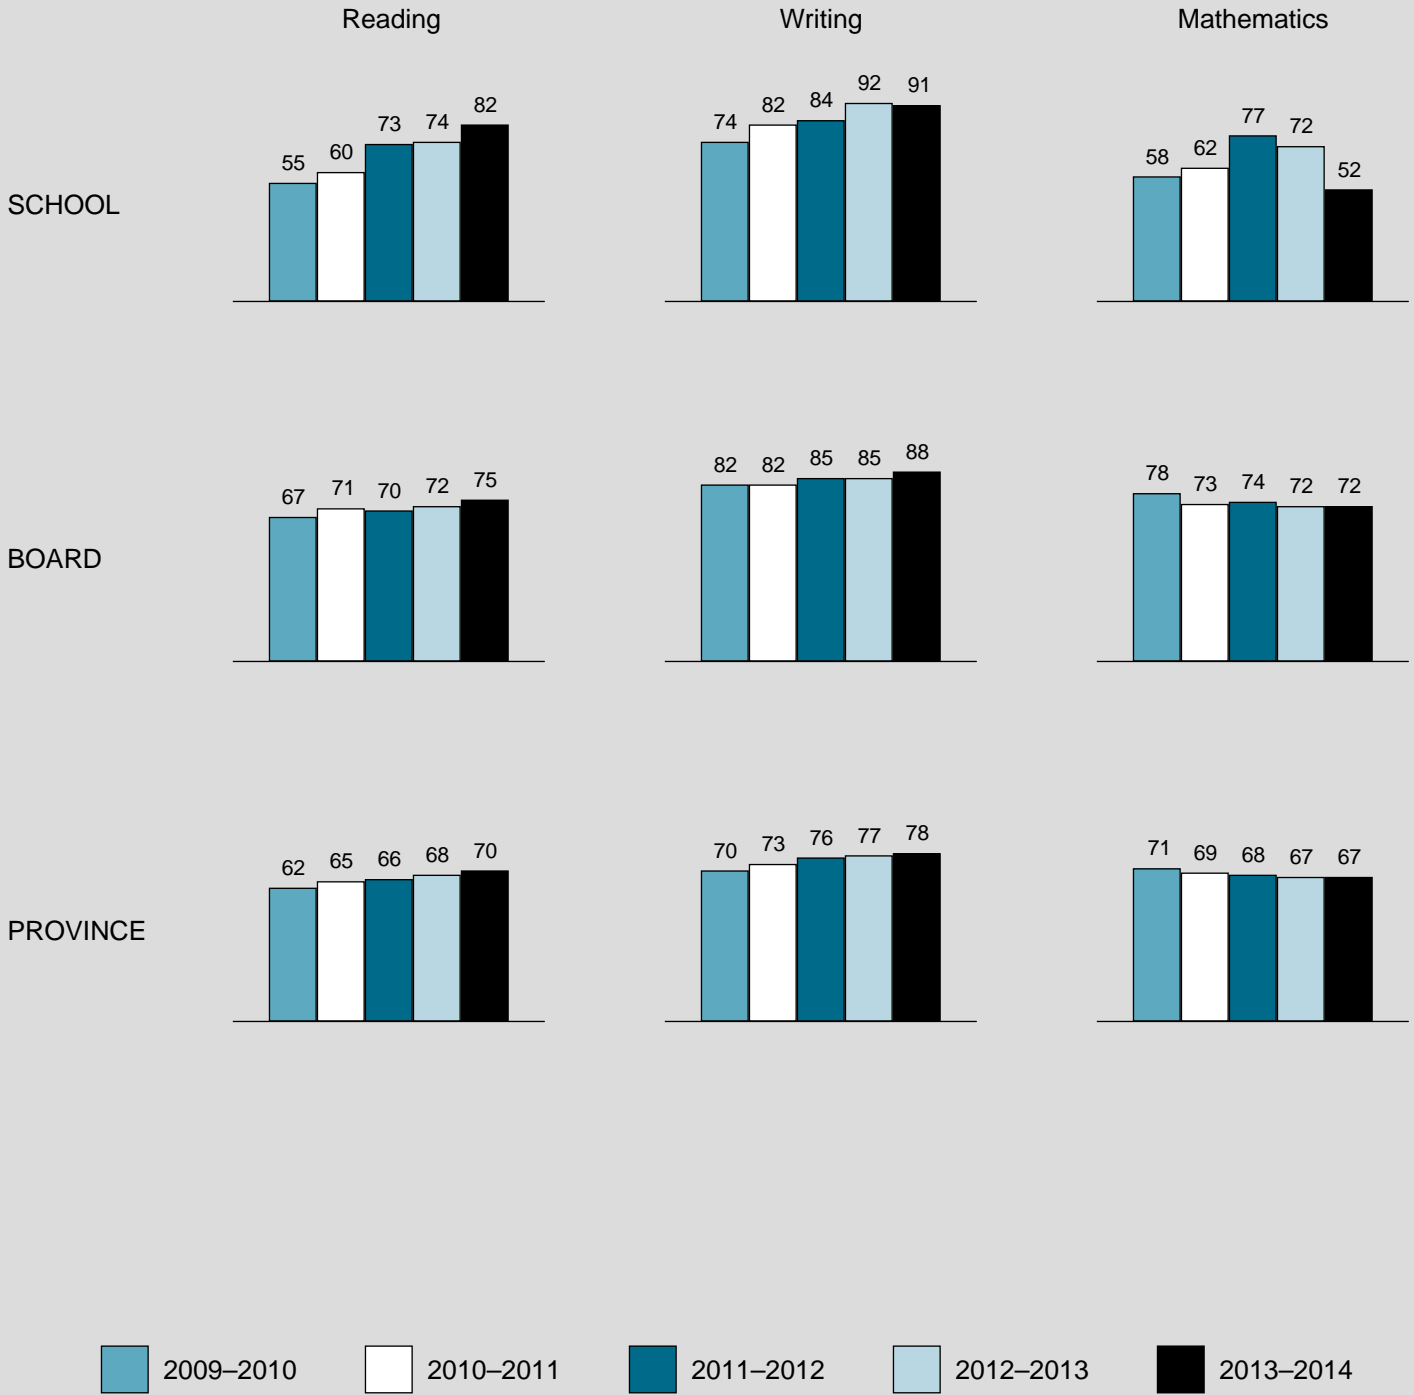 Reading Writing Mathematics
SCHOOL
55 60 73 74 82
74 82 84 92 91
58 62 77 72 52
BOARD
67 71 70 72 75
82 82 85 85 88
78 73 74 72 72
PROVINCE
62 65 66 68 70
70 73 76 77 78
71 69 68 67 67
2009–2010 2010–2011 2011–2012 2012–2013 2013–2014